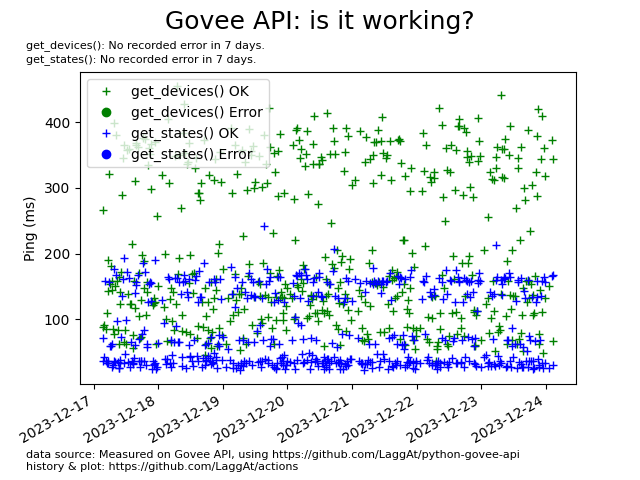 Govee API: is it working?
get_devices(): No recorded error in 7 days.
get_states(): No recorded error in 7 days.
get_devices() OK
get_devices() Error
get_states() OK
get_states() Error
400
300
200
100
Ping (ms)
2023-12-17
2023-12-18
2023-12-19
2023-12-20
2023-12-21
2023-12-22
2023-12-23
2023-12-24
data source: Measured on Govee API, using https://github.com/LaggAt/python-govee-api
history & plot: https://github.com/LaggAt/actions